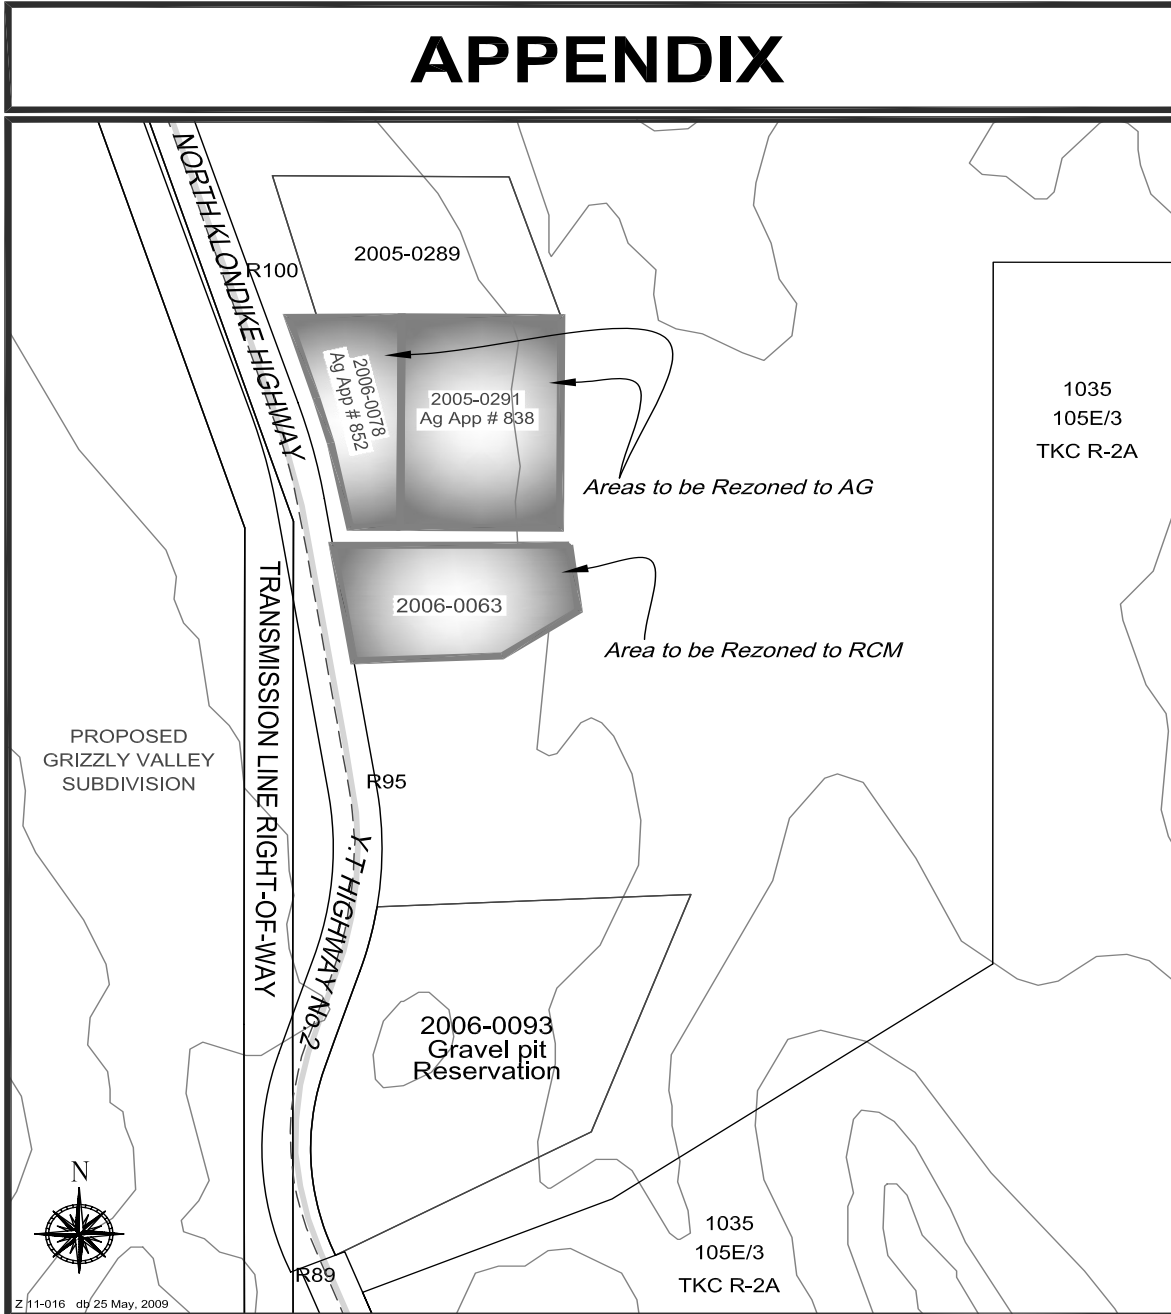 APPENDIX
NORTH KLONDIKE HIGHWAY
R100
2005-0289
2006-0078
Ag App # 852
2005-0291
Ag App # 838
1035
105E/3
TKC R-2A
Areas to be Rezoned to AG
2006-0063
Area to be Rezoned to RCM
TRANSMISSION LINE RIGHT-OF-WAY
PROPOSED
GRIZZLY VALLEY
SUBDIVISION
R95
Y.T HIGHWAY No.2
2006-0093
Gravel pit
Reservation
N
1035
105E/3
TKC R-2A
R89
Z 11-016 db 25 May, 2009